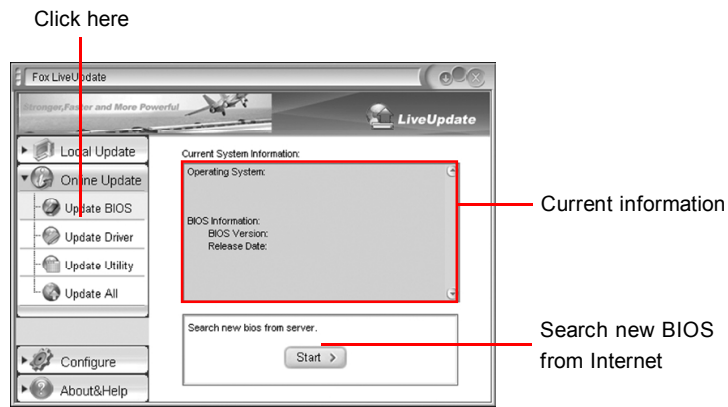 Click here
Fox LiveUpdate
Stronger,Faster and More Powerful
LiveUpdate
Local Update
Online Update
Update BIOS
Update Driver
Update Utility
Update All
Configure
About&Help
Current System Information:
Operating System:
BIOS Information:
BIOS Version:
Release Date:
Search new bios from server.
Start >
Current information
Search new BIOS
from Internet